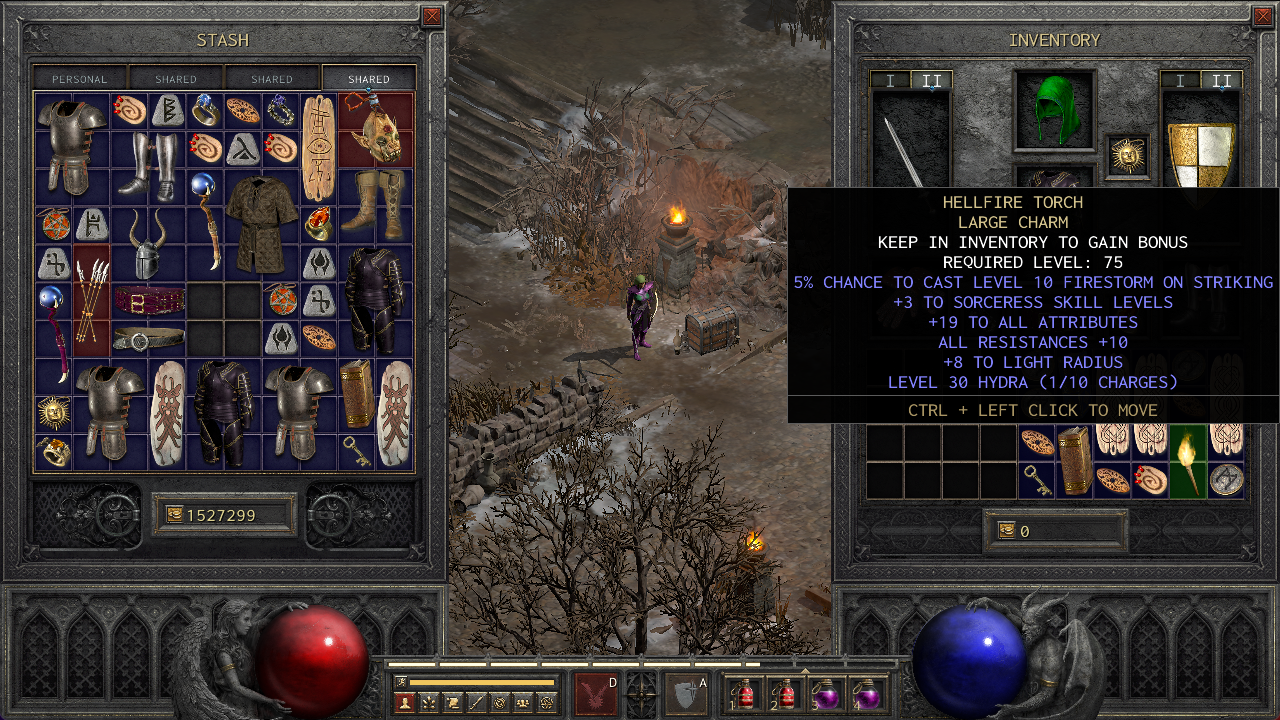 STASH
PERSONAL SHARED SHARED SHARED
1527299
INVENTORY
I II I II
HELLFIRE TORCH
LARGE CHARM
KEEP IN INVENTORY TO GAIN BONUS
REQUIRED LEVEL: 75
5% CHANCE TO CAST LEVEL 10 FIRESTORM ON STRIKING
+3 TO SORCERESS SKILL LEVELS
+19 TO ALL ATTRIBUTES
ALL RESISTANCES +10
+8 TO LIGHT RADIUS
LEVEL 30 HYDRA (1/10 CHARGES)
CTRL + LEFT CLICK TO MOVE
0
D A
1 2 3 4